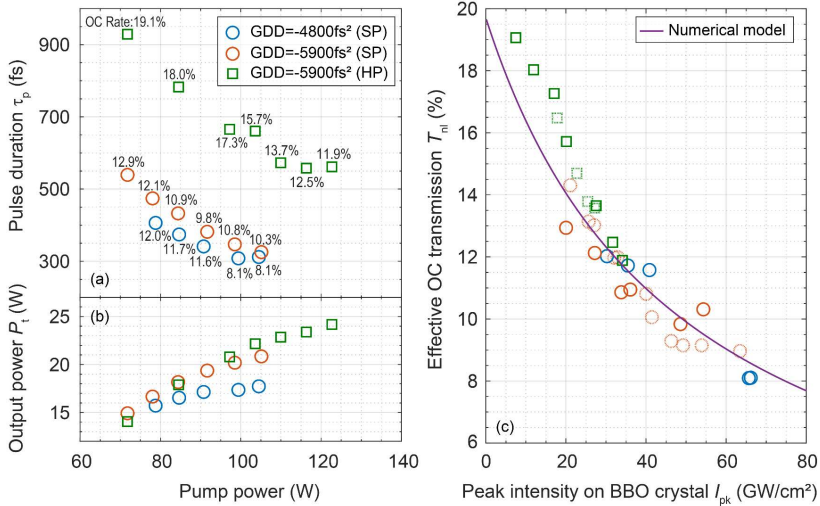 OC Rate:19.1%
GDD=-4800fs² (SP)
GDD=-5900fs² (SP)
GDD=-5900fs² (HP)
18.0%
17.3%
15.7%
13.7%
12.5%
11.9%
12.9%
12.1%
10.9%
9.8%
10.8%
10.3%
12.0%
11.7%
11.6%
8.1%
8.1%
900
700
500
300
Pulse duration τp (fs)
(a)
(b)
25
20
15
Output power Pt (W)
60 80 100 120 140
Pump power (W)
Numerical model
20
18
16
14
12
10
8
6
Effective OC transmission Tnl (%)
(c)
0 20 40 60 80
Peak intensity on BBO crystal Ipk (GW/cm²)